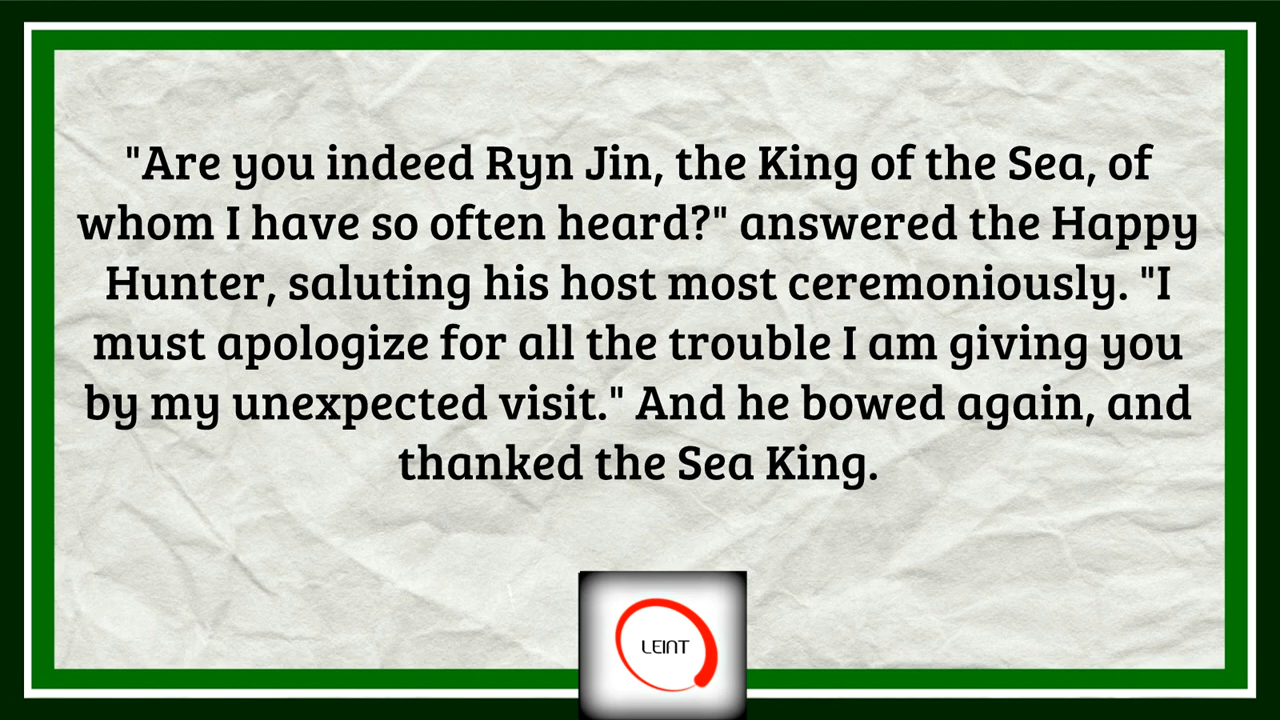 "Are you indeed Ryn Jin, the King of the Sea, of
whom I have so often heard?" answered the Happy
Hunter, saluting his host most ceremoniously. "I
must apologize for all the trouble I am giving you
by my unexpected visit." And he bowed again, and
thanked the Sea King.
LEINT